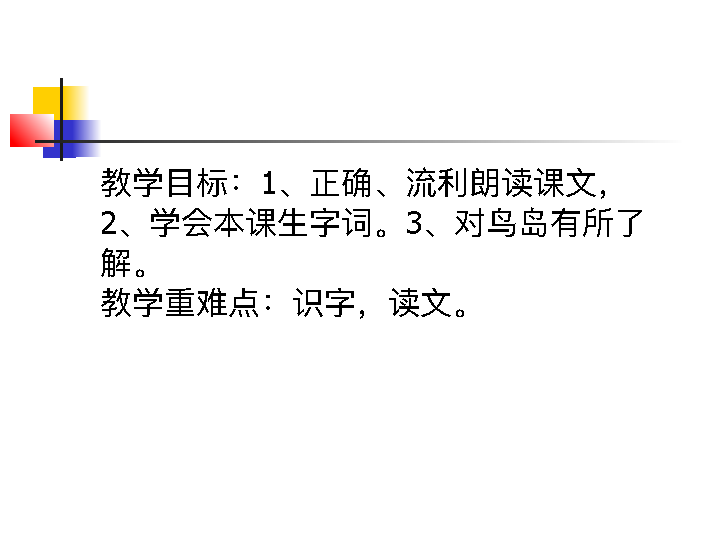 教学目标：1、正确、流利朗读课文，
2、学会本课生字词。3、对鸟岛有所了
解。
教学重难点：识字，读文。